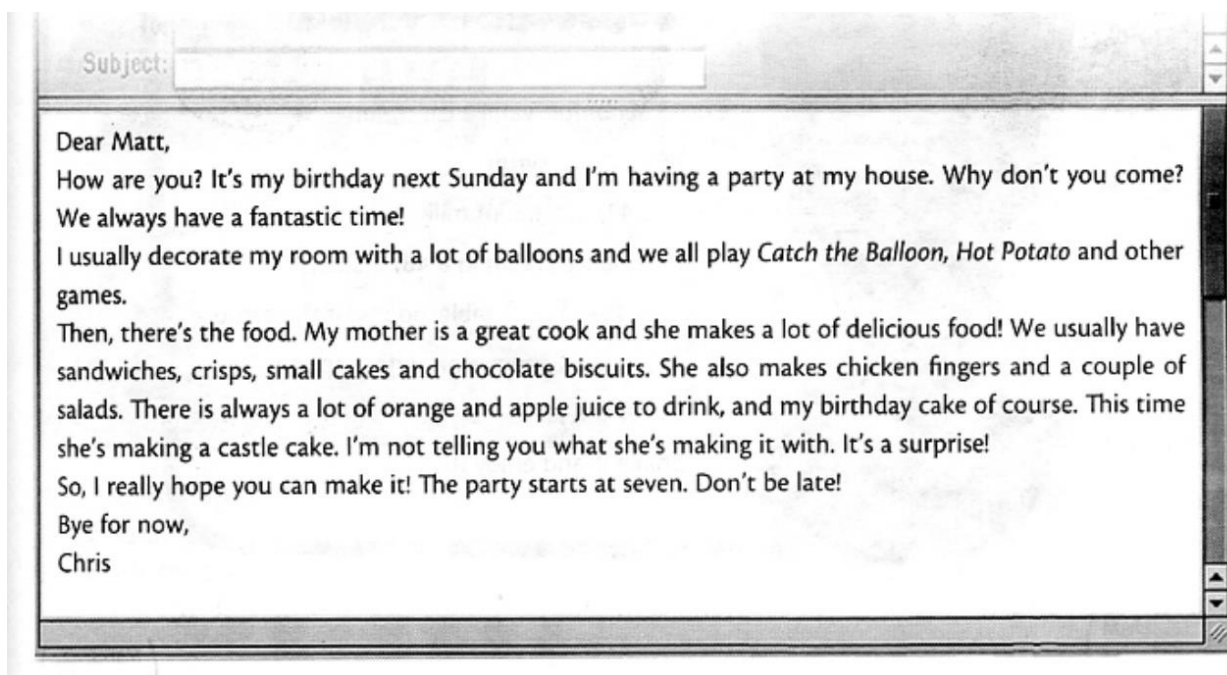 Subject:
Dear Matt,
How are you? It's my birthday next Sunday and I'm having a party at my house. Why don't you come?
We always have a fantastic time!
I usually decorate my room with a lot of balloons and we all play Catch the Balloon, Hot Potato and other
games.
Then, there's the food. My mother is a great cook and she makes a lot of delicious food! We usually have
sandwiches, crisps, small cakes and chocolate biscuits. She also makes chicken fingers and a couple of
salads. There is always a lot of orange and apple juice to drink, and my birthday cake of course. This time
she's making a castle cake. I'm not telling you what she's making it with. It's a surprise!
So, I really hope you can make it! The party starts at seven. Don't be late!
Bye for now,
Chris